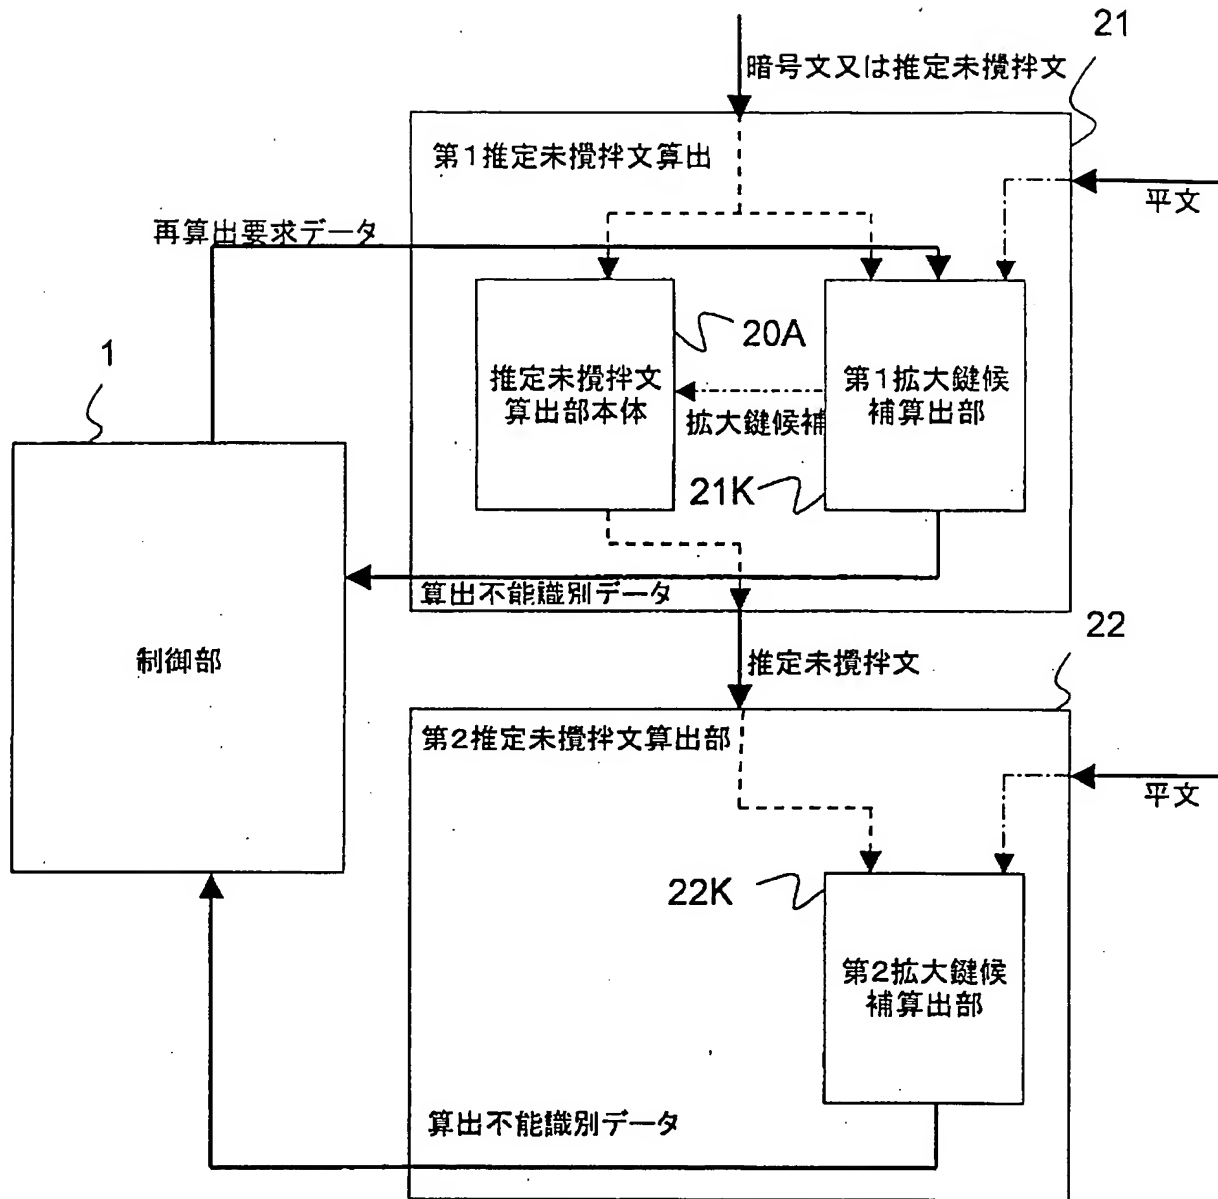 21
暗号文又は推定未攪拌文
第1推定未攪拌文算出
平文
再算出要求データ
20A
1
推定未攪拌文
算出部本体
第1拡大鍵候
補算出部
拡大鍵候補
21K
算出不能識別データ
22
制御部
推定未攪拌文
第2推定未攪拌文算出部
平文
22K
第2拡大鍵候
補算出部
算出不能識別データ